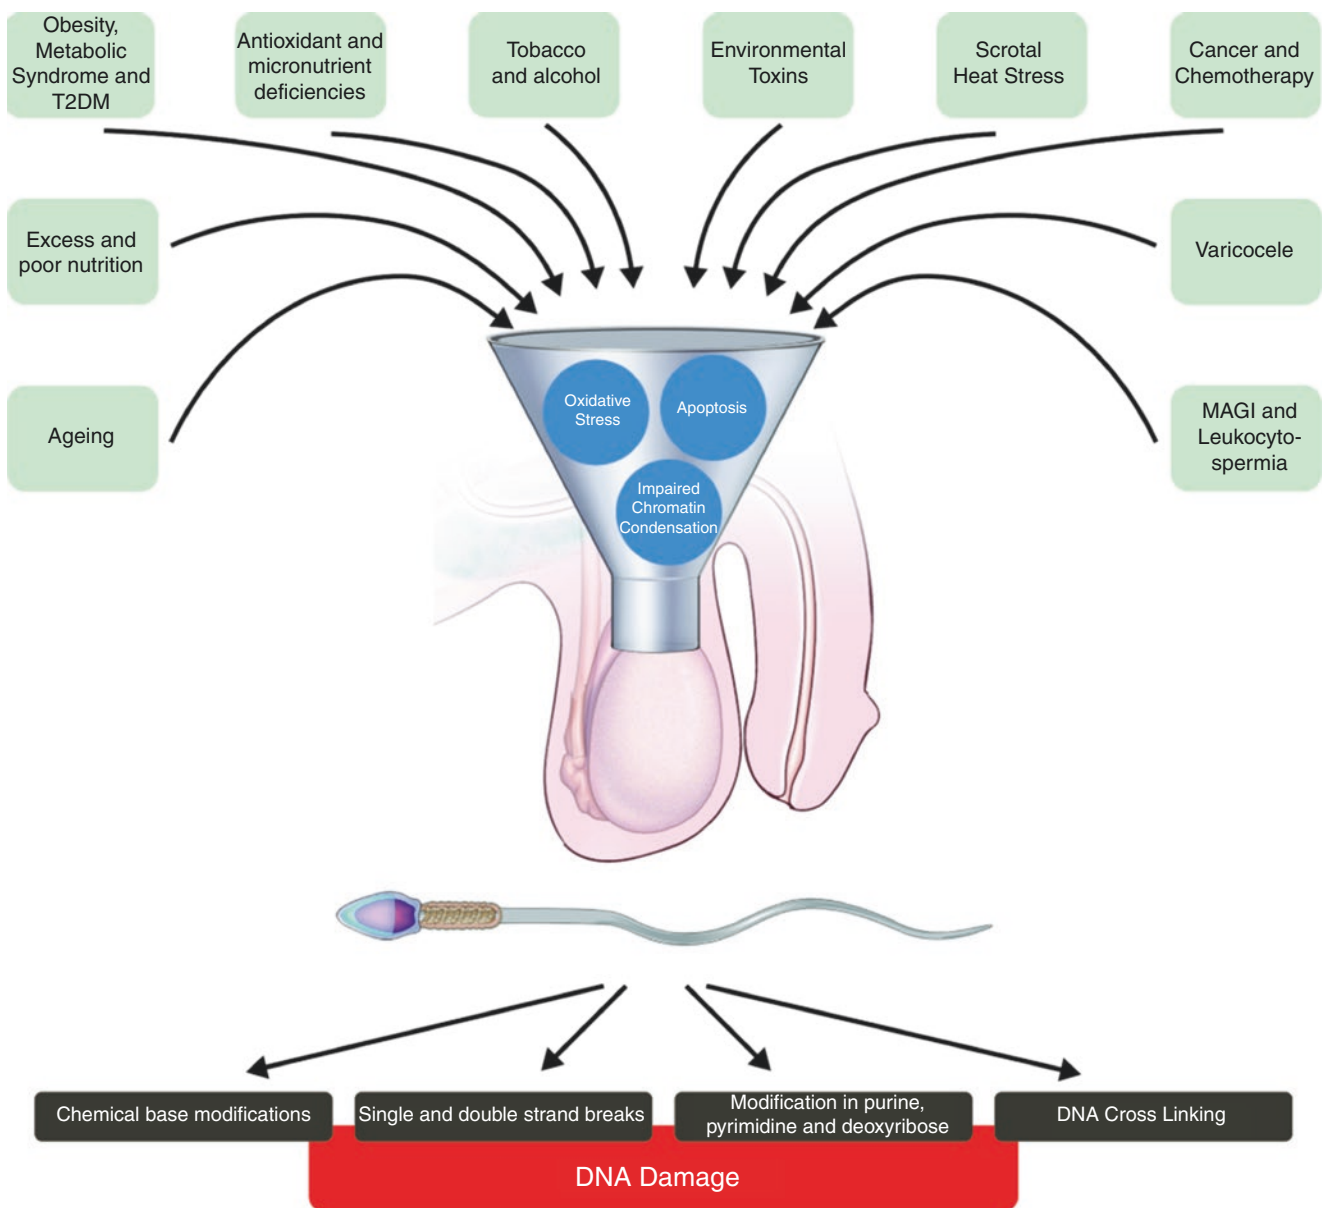 Obesity,
Metabolic
Syndrome and
T2DM
Antioxidant and
micronutrient
deficiencies
Tobacco
and alcohol
Environmental
Toxins
Scrotal
Heat Stress
Cancer and
Chemotherapy
Excess and
poor nutrition
Varicocele
Ageing
MAGI and
Leukocyto-
spermia
Oxidative
Stress
Apoptosis
Impaired
Chromatin
Condensation
Chemical base modifications
Single and double strand breaks
Modification in purine,
pyrimidine and deoxyribose
DNA Cross Linking
DNA Damage